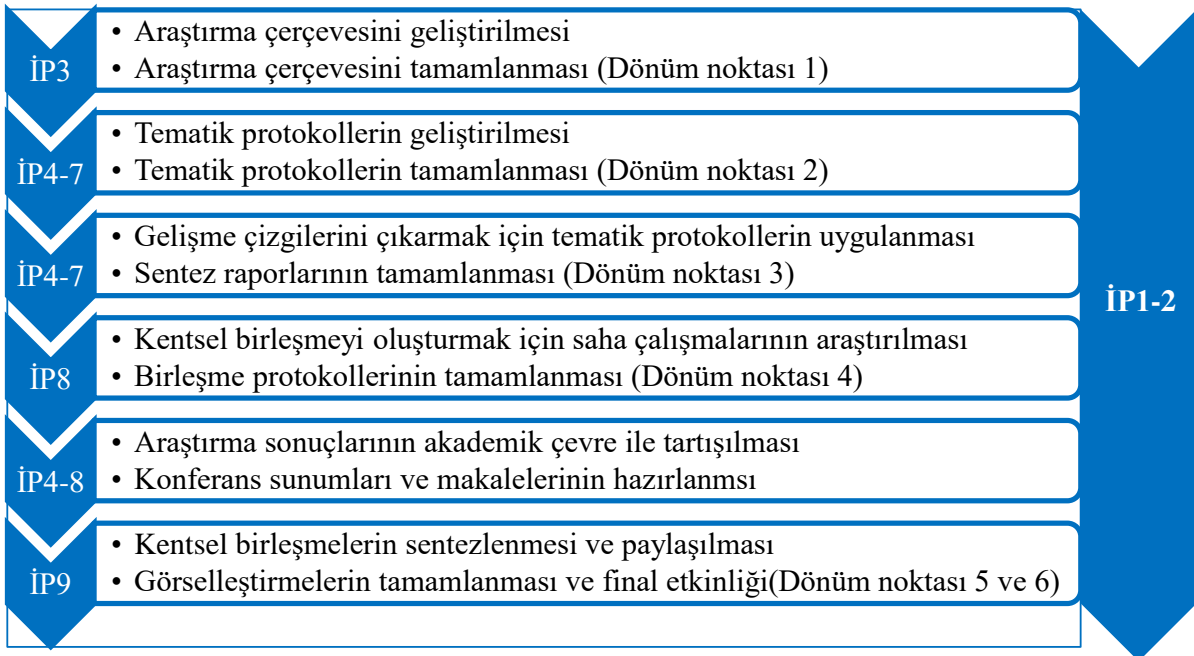 İP3
• Araştırma çerçevesini geliştirilmesi
• Araştırma çerçevesini tamamlanması (Dönüm noktası 1)
İP4-7
• Tematik protokollerin geliştirilmesi
• Tematik protokollerin tamamlanması (Dönüm noktası 2)
İP4-7
• Gelişme çizgilerini çıkarmak için tematik protokollerin uygulanması
• Sentez raporlarının tamamlanması (Dönüm noktası 3)
İP8
• Kentsel birleşmeyi oluşturmak için saha çalışmalarının araştırılması
• Birleşme protokollerinin tamamlanması (Dönüm noktası 4)
İP4-8
• Araştırma sonuçlarının akademik çevre ile tartışılması
• Konferans sunumları ve makalelerinin hazırlanmsı
İP9
• Kentsel birleşmelerin sentezlenmesi ve paylaşılması
• Görselleştirmelerin tamamlanması ve final etkinliği(Dönüm noktası 5 ve 6)
İP1-2